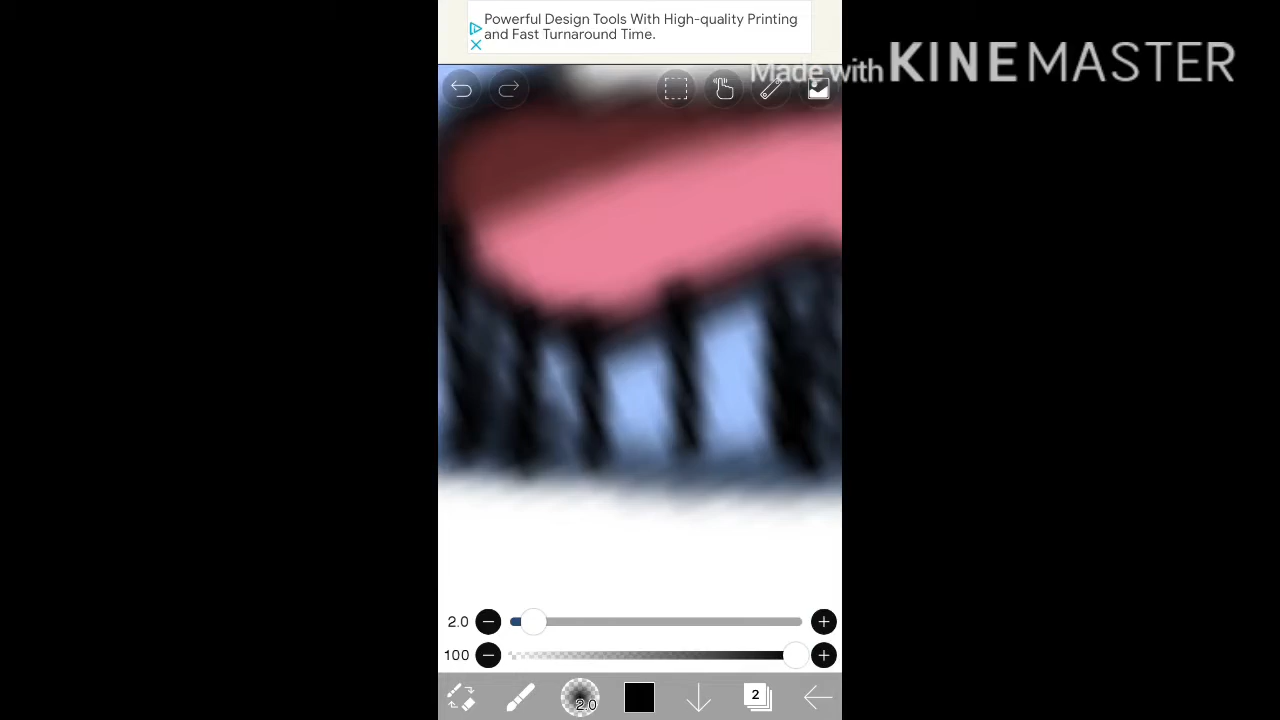 Powerful Design Tools With High-quality Printing
and Fast Turnaround Time.
Made with KINEMASTER
2.0
100
2.0
2